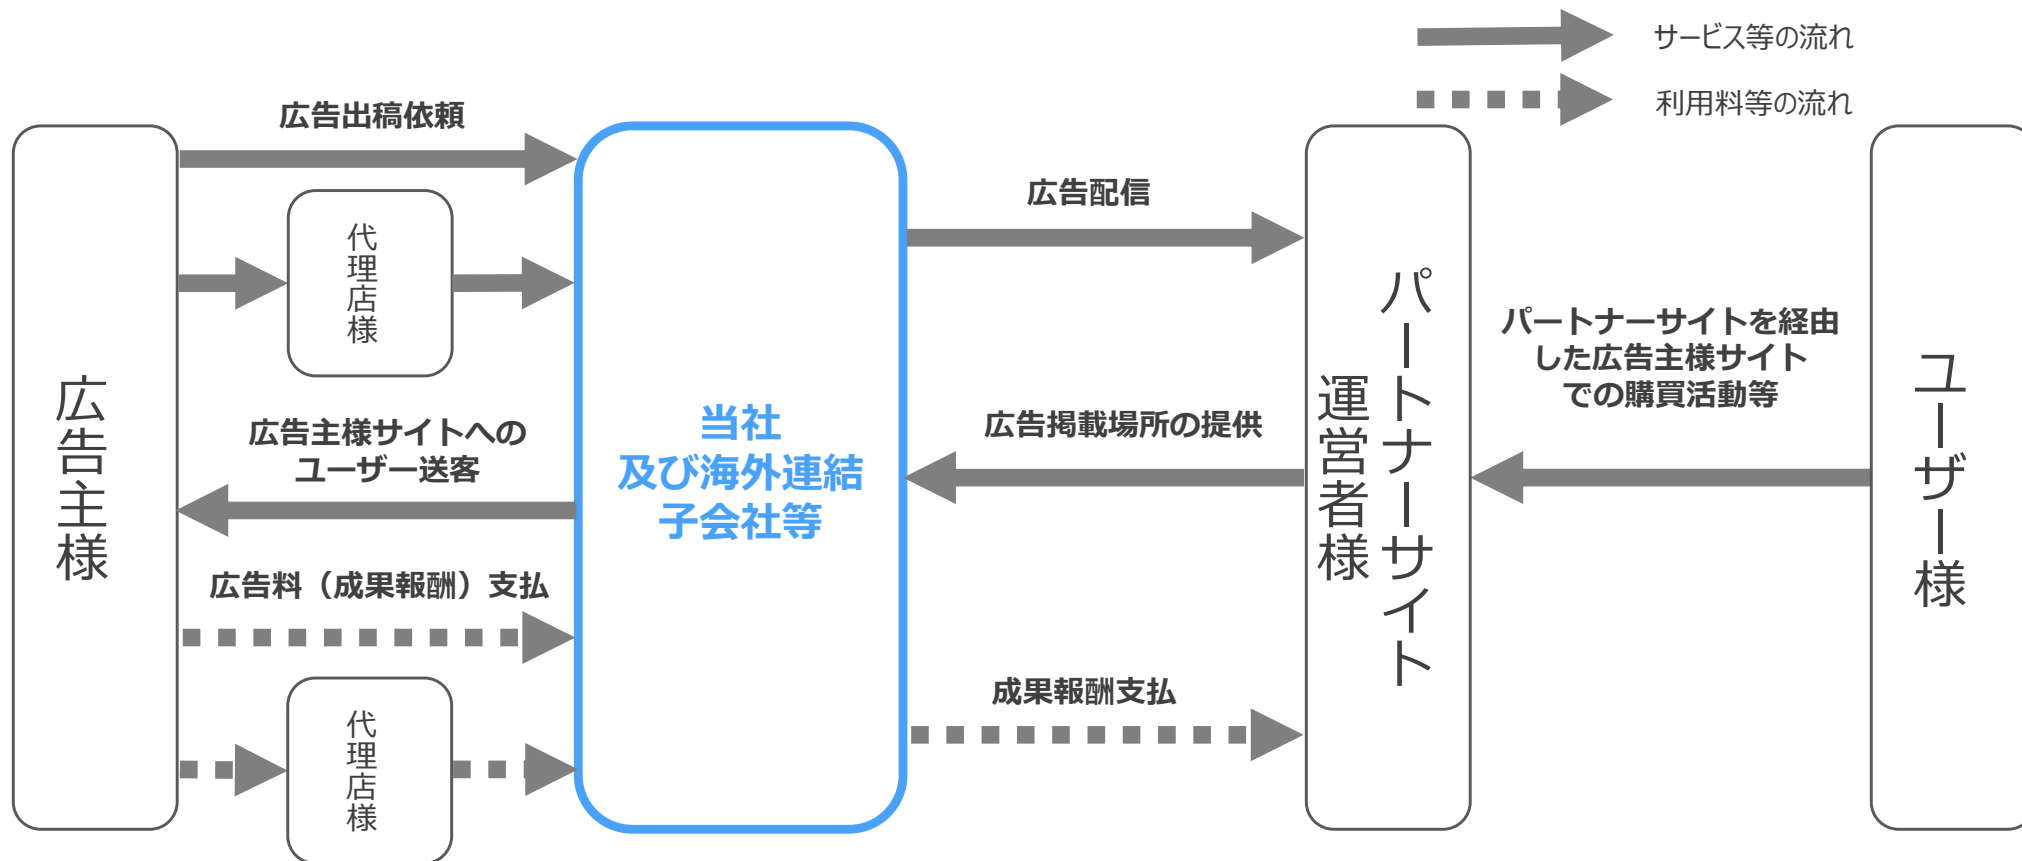 サービス等の流れ
利用料等の流れ
広告出稿依頼
代理店様
広告主様
広告主様サイトへの
ユーザー送客
広告料（成果報酬）支払
代理店様
当社
及び海外連結
子会社等
広告配信
広告掲載場所の提供
成果報酬支払
パートナーサイト
運営者様
パートナーサイトを経由
した広告主様サイト
での購買活動等
ユーザー様